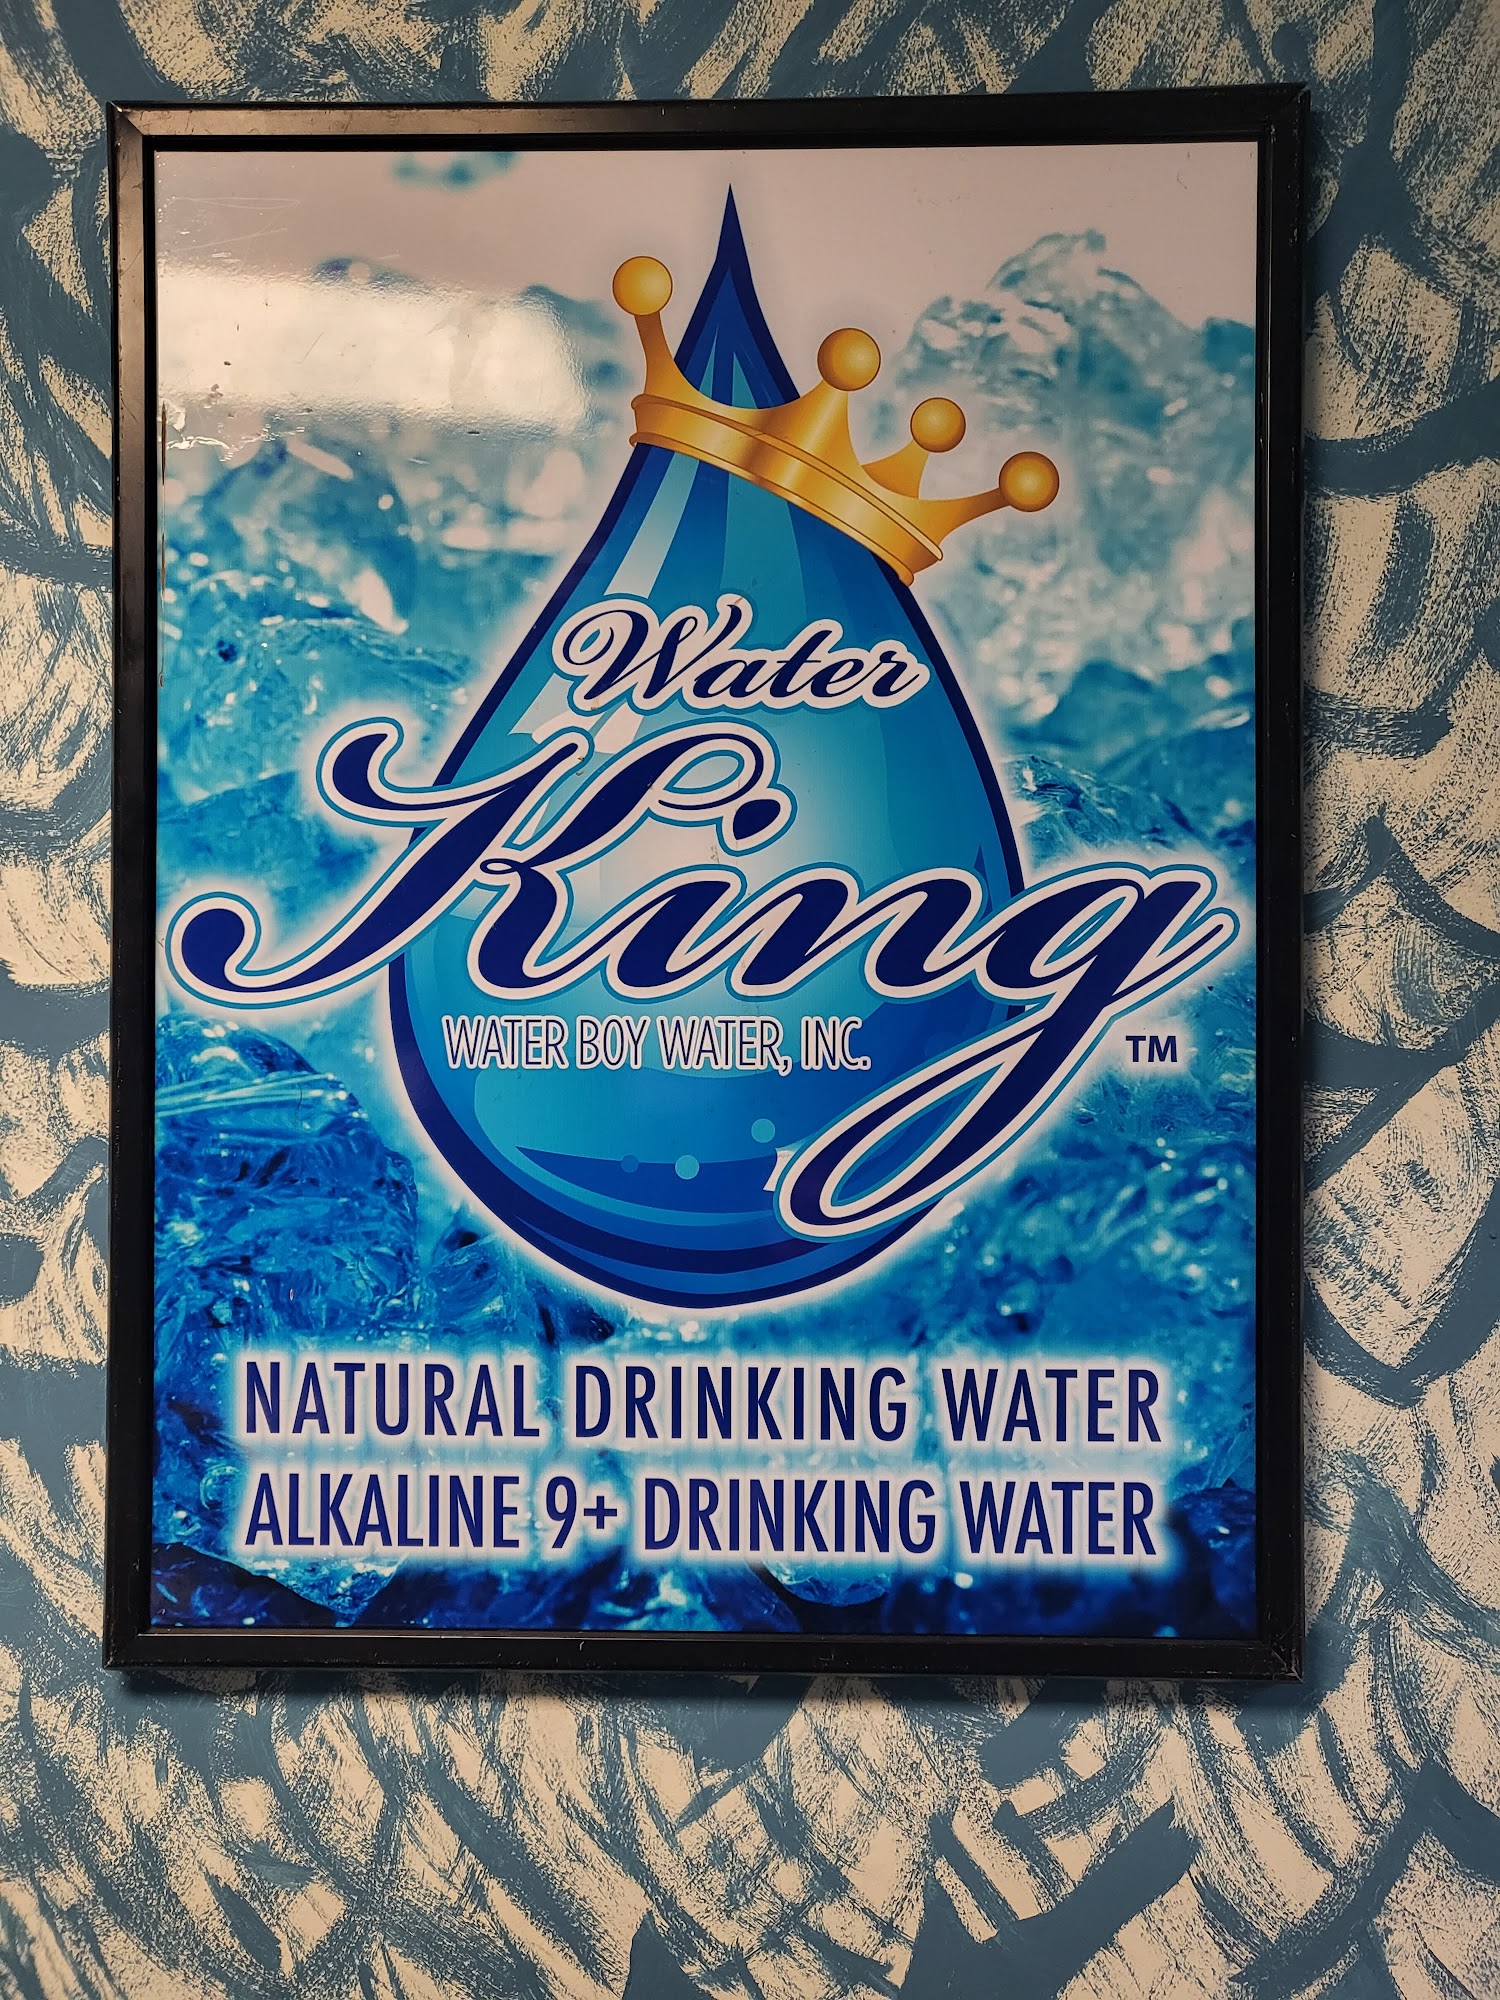 Water
King
WATER BOY WATER, INC.
TM
NATURAL DRINKING WATER
ALKALINE 9+ DRINKING WATER